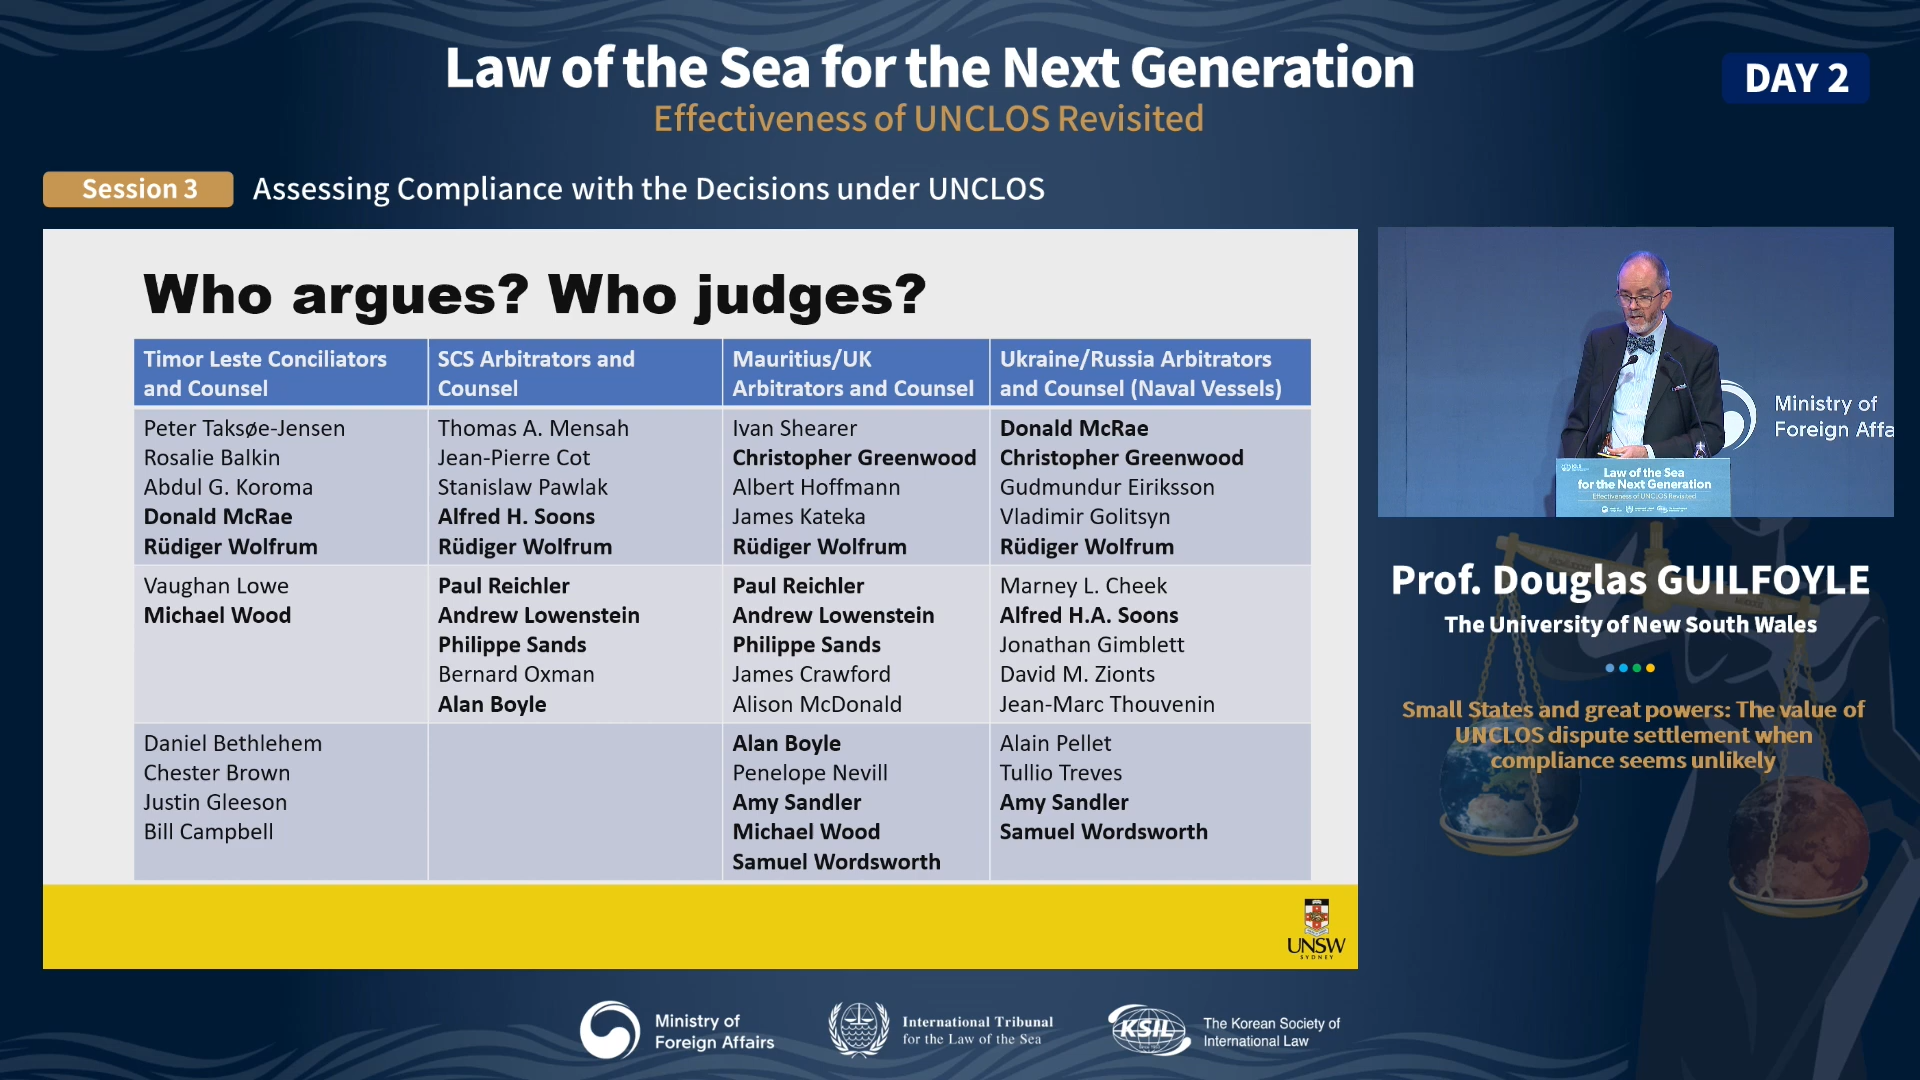 Law of the Sea for the Next Generation
Effectiveness of UNCLOS Revisited
DAY 2
Session 3
Assessing Compliance with the Decisions under UNCLOS
Who argues? Who judges?
Timor Leste Conciliators
and Counsel
SCS Arbitrators and
Counsel
Mauritius/UK
Arbitrators and Counsel
Ukraine/Russia Arbitrators
and Counsel (Naval Vessels)
Peter Taksøe-Jensen
Rosalie Balkin
Abdul G. Koroma
Donald McRae
Rüdiger Wolfrum
Thomas A. Mensah
Jean-Pierre Cot
Stanislaw Pawlak
Alfred H. Soons
Rüdiger Wolfrum
Ivan Shearer
Christopher Greenwood
Albert Hoffmann
James Kateka
Rüdiger Wolfrum
Donald McRae
Christopher Greenwood
Gudmundur Eiriksson
Vladimir Golitsyn
Rüdiger Wolfrum
Vaughan Lowe
Michael Wood
Paul Reichler
Andrew Lowenstein
Philippe Sands
Bernard Oxman
Alan Boyle
Paul Reichler
Andrew Lowenstein
Philippe Sands
James Crawford
Alison McDonald
Marney L. Cheek
Alfred H.A. Soons
Jonathan Gimblett
David M. Zionts
Jean-Marc Thouvenin
Daniel Bethlehem
Chester Brown
Justin Gleeson
Bill Campbell
Alan Boyle
Penelope Nevill
Amy Sandler
Michael Wood
Samuel Wordsworth
Alain Pellet
Tullio Treves
Amy Sandler
Samuel Wordsworth
UNSW
SYDNEY
Ministry of
Foreign Affa
Law of the Sea
for the Next Generation
Effectiveness of UNCLOS Revisited
Prof. Douglas GUILFOYLE
The University of New South Wales
Small States and great powers: The value of
UNCLOS dispute settlement when
compliance seems unlikely
Ministry of
Foreign Affairs
International Tribunal
for the Law of the Sea
KSIL
The Korean Society of
International Law